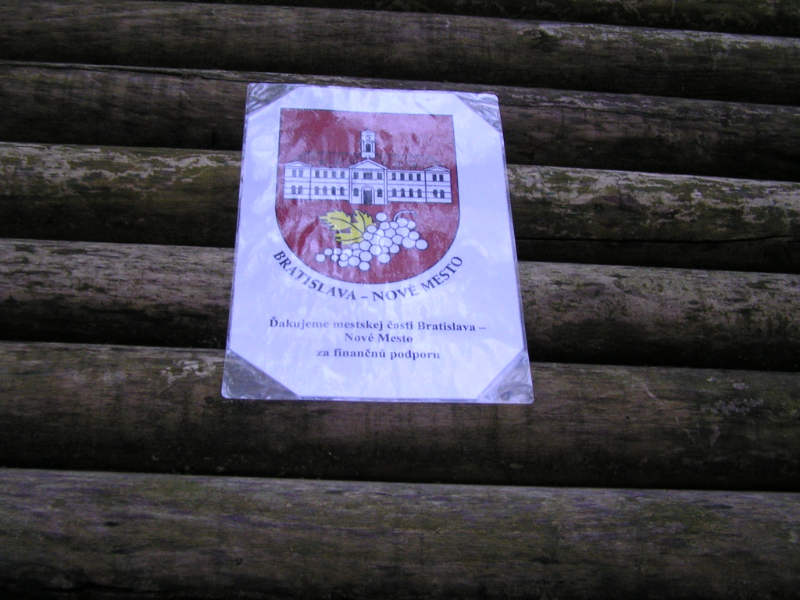 BRATISLAVA – NOVÉ MESTO
Ďakujeme mestskej časti Bratislava –
Nové Mesto
za finančnú podporu